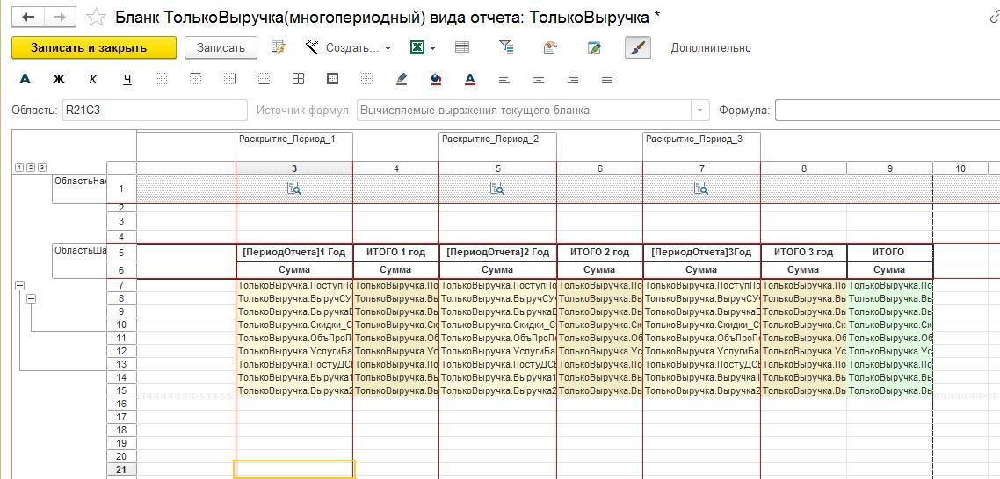 Бланк ТолькоВыручка(многопериодный) вида отчета: ТолькоВыручка *
Записать и закрыть Записать Создать... Дополнительно
А Ж К Ч А
Область: R21C3 Источник формул: Вычисляемые выражения текущего бланка Формула:
Раскрытие_Период_1 Раскрытие_Период_2 Раскрытие_Период_3
1 2 3 3 4 5 6 7 8 9 10
ОбластьНас 1
2
3
4
ОбластьШа 5 [ПериодОтчета]1 Год ИТОГО 1 год [ПериодОтчета]2 Год ИТОГО 2 год [ПериодОтчета]3Год ИТОГО 3 год ИТОГО
6 Сумма Сумма Сумма Сумма Сумма Сумма Сумма
7 ТолькоВыручка.ПоступПо ТолькоВыручка.По ТолькоВыручка.ПоступПо ТолькоВыручка.По ТолькоВыручка.ПоступПо ТолькоВыручка.По ТолькоВыручка.По
8 ТолькоВыручка.ВыручСУ ТолькоВыручка.Вы ТолькоВыручка.ВыручСУ ТолькоВыручка.Вы ТолькоВыручка.ВыручСУ ТолькоВыручка.Вы ТолькоВыручка.Вы
9 ТолькоВыручка.ВыручкаЕ ТолькоВыручка.Вы ТолькоВыручка.ВыручкаЕ ТолькоВыручка.Вы ТолькоВыручка.ВыручкаЕ ТолькоВыручка.Вы ТолькоВыручка.Вы
10 ТолькоВыручка.Скидки_С ТолькоВыручка.Ск ТолькоВыручка.Скидки_С ТолькоВыручка.Ск ТолькоВыручка.Скидки_С ТолькоВыручка.Ск ТолькоВыручка.Ск
11 ТолькоВыручка.ОбъПроПо ТолькоВыручка.Об ТолькоВыручка.ОбъПроПо ТолькоВыручка.Об ТолькоВыручка.ОбъПроПо ТолькоВыручка.Об ТолькоВыручка.Об
12 ТолькоВыручка.УслугиБа ТолькоВыручка.Ус ТолькоВыручка.УслугиБа ТолькоВыручка.Ус ТолькоВыручка.УслугиБа ТолькоВыручка.Ус ТолькоВыручка.Ус
13 ТолькоВыручка.ПостуДСЕ ТолькоВыручка.По ТолькоВыручка.ПостуДСЕ ТолькоВыручка.По ТолькоВыручка.ПостуДСЕ ТолькоВыручка.По ТолькоВыручка.По
14 ТолькоВыручка.Выручка1 ТолькоВыручка.Вы ТолькоВыручка.Выручка1 ТолькоВыручка.Вы ТолькоВыручка.Выручка1 ТолькоВыручка.Вы ТолькоВыручка.Вы
15 ТолькоВыручка.Выручка2 ТолькоВыручка.Вы ТолькоВыручка.Выручка2 ТолькоВыручка.Вы ТолькоВыручка.Выручка2 ТолькоВыручка.Вы ТолькоВыручка.Вы
16
17
18
19
20
21